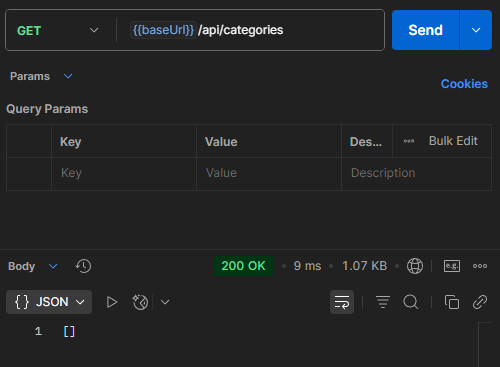 GET {{baseUrl}} /api/categories Send
Params
Cookies
Query Params
Key Value Des... Bulk Edit
Key Value Description
Body 200 OK • 9 ms • 1.07 KB e.g.
{} JSON
1 []